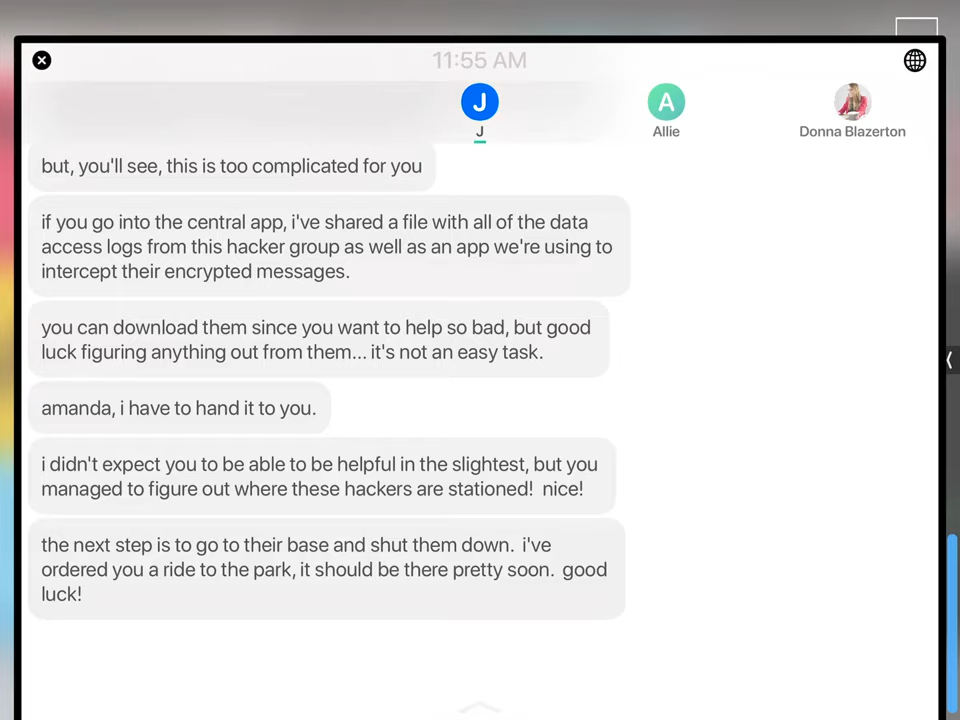 11:55 AM
J
A
J
Allie
Donna Blazerton
but, you'll see, this is too complicated for you
if you go into the central app, i've shared a file with all of the data
access logs from this hacker group as well as an app we're using to
intercept their encrypted messages.
you can download them since you want to help so bad, but good
luck figuring anything out from them... it's not an easy task.
amanda, i have to hand it to you.
i didn't expect you to be able to be helpful in the slightest, but you
managed to figure out where these hackers are stationed!  nice!
the next step is to go to their base and shut them down.  i've
ordered you a ride to the park, it should be there pretty soon.  good
luck!